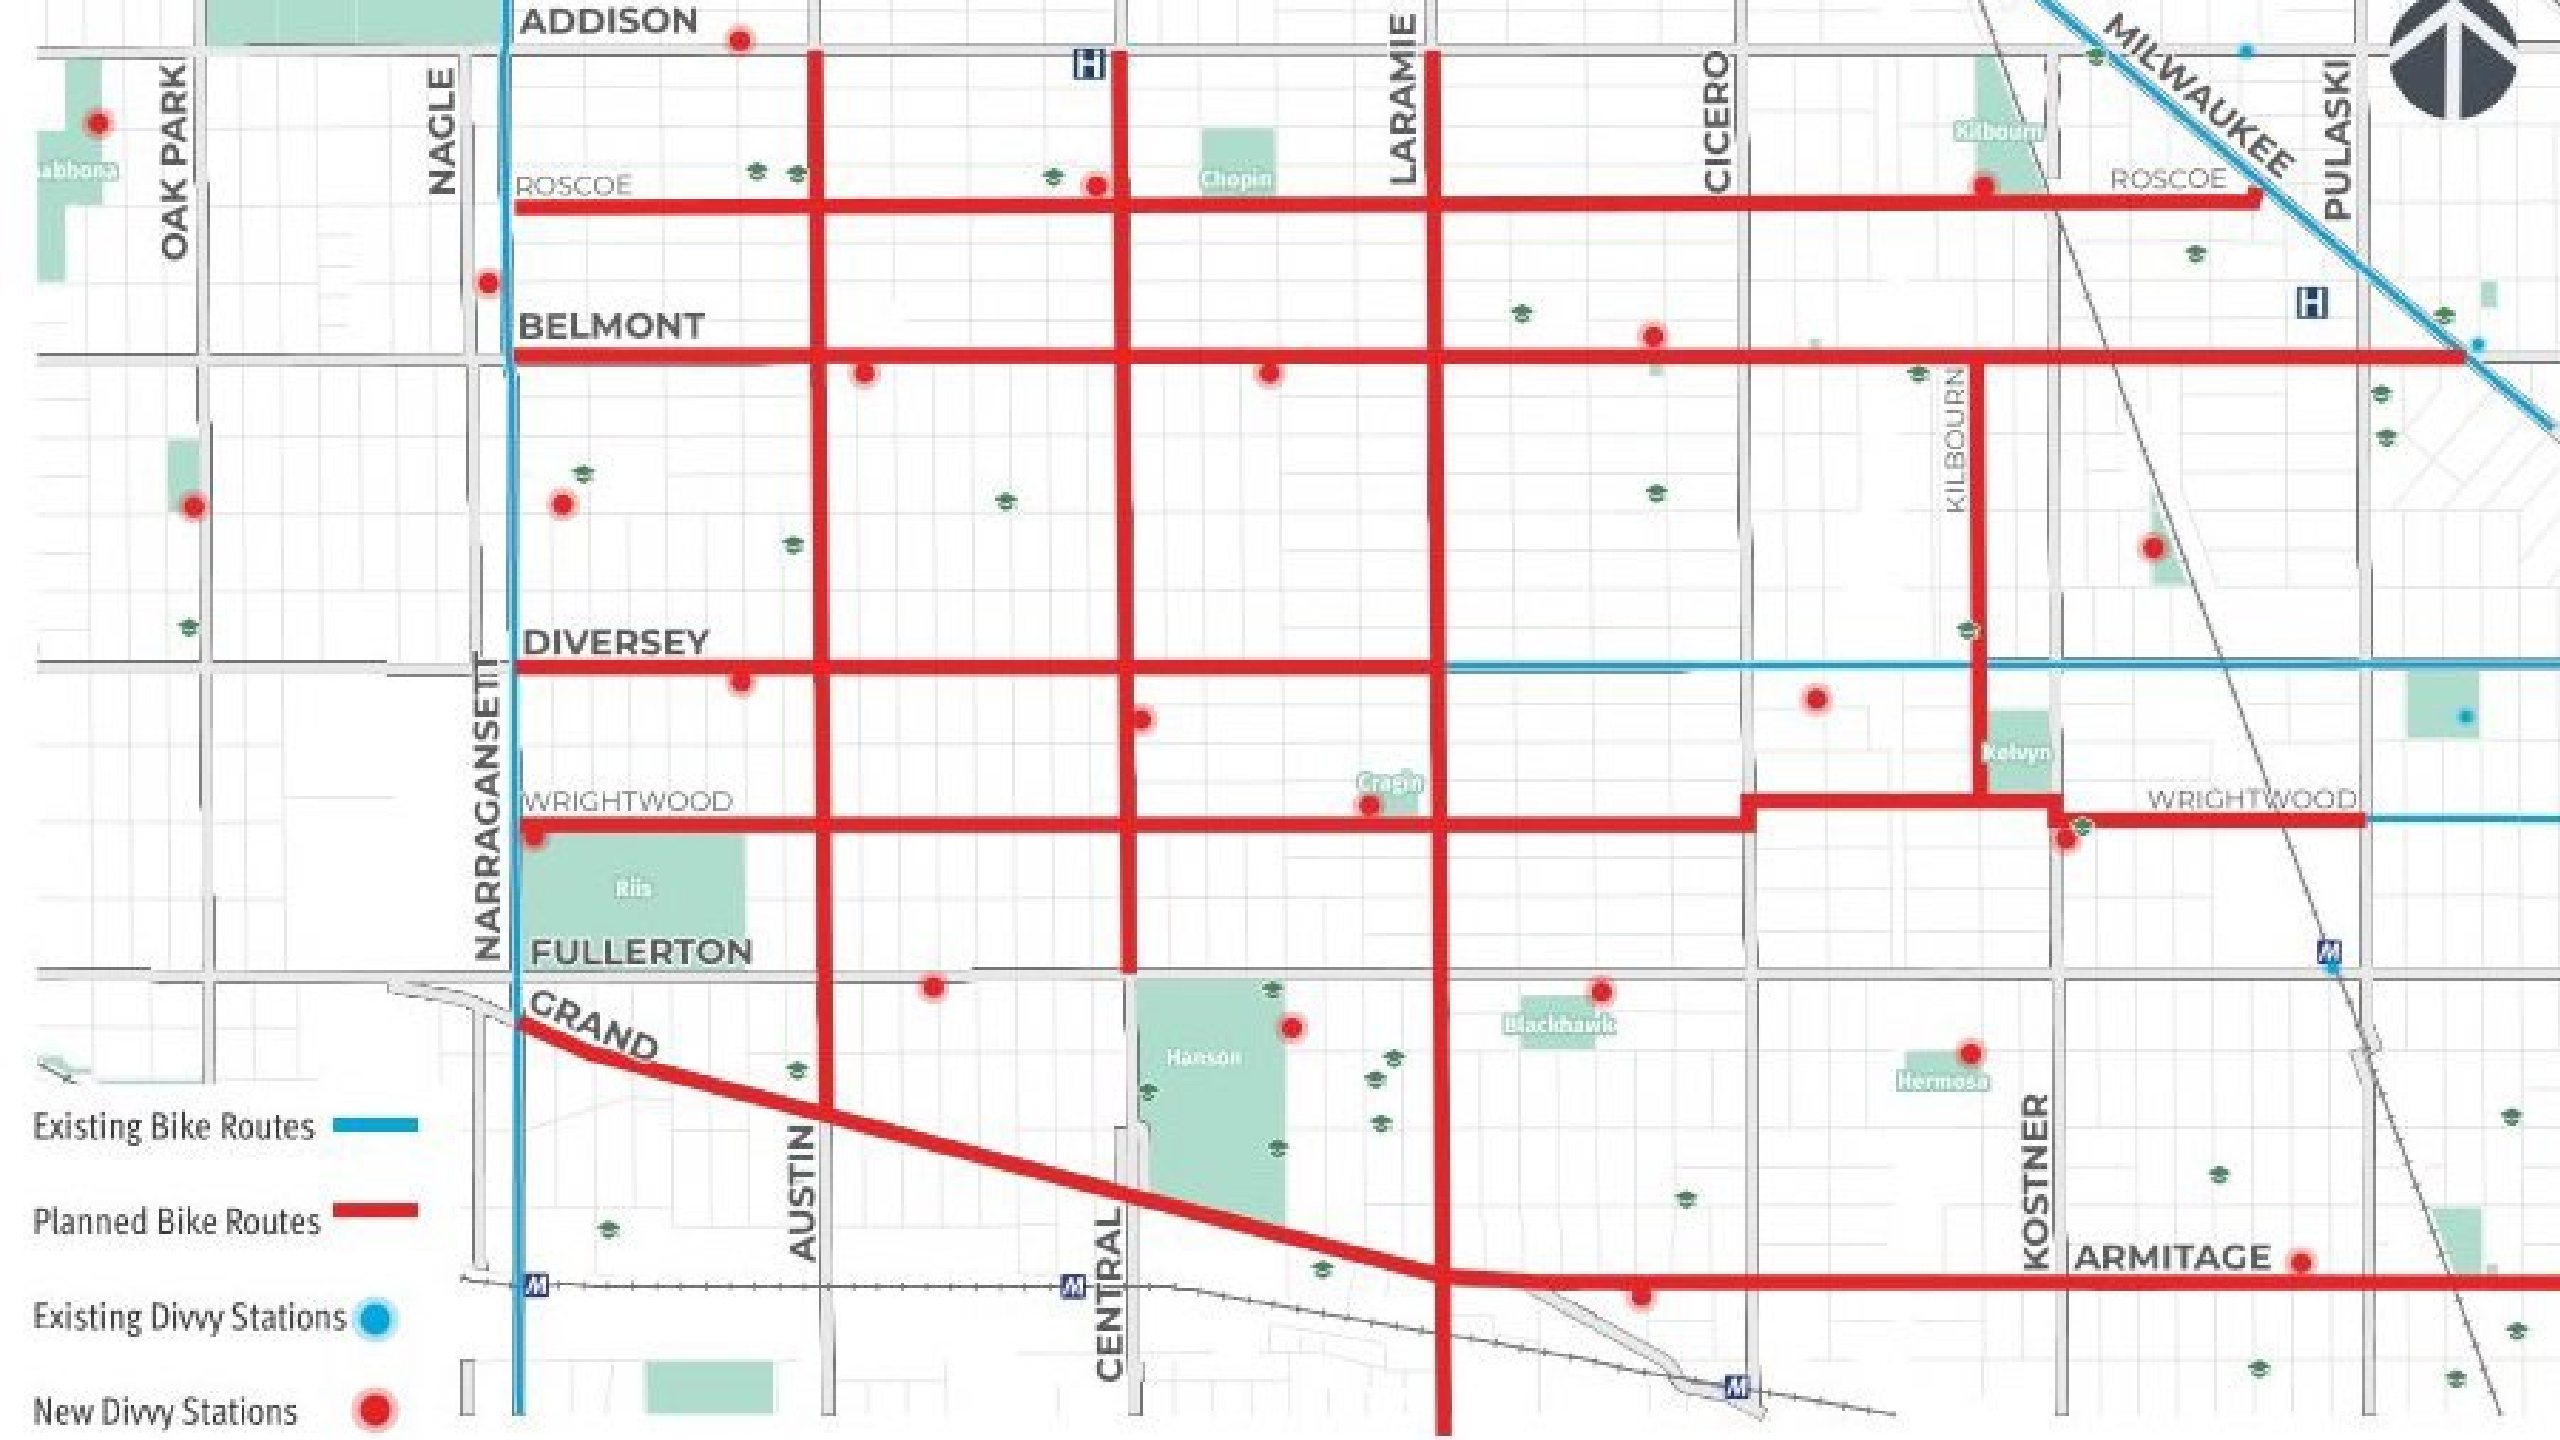 ADDISON
MILWAUKEE
OAK PARK
NAGLE
LARAMIE
CICERO
PULASKI
H
Kilbourn
abbona
Chopin
ROSCOE
ROSCOE
H
BELMONT
KILBOURN
DIVERSEY
NARRAGANSETT
Kelvyn
Cragin
WRIGHTWOOD
WRIGHTWOOD
Riis
FULLERTON
M
GRAND
Blackhawk
Hanson
Hermosa
Existing Bike Routes
AUSTIN
KOSTNER
Planned Bike Routes
CENTRAL
ARMITAGE
M
M
Existing Divvy Stations
M
New Divvy Stations